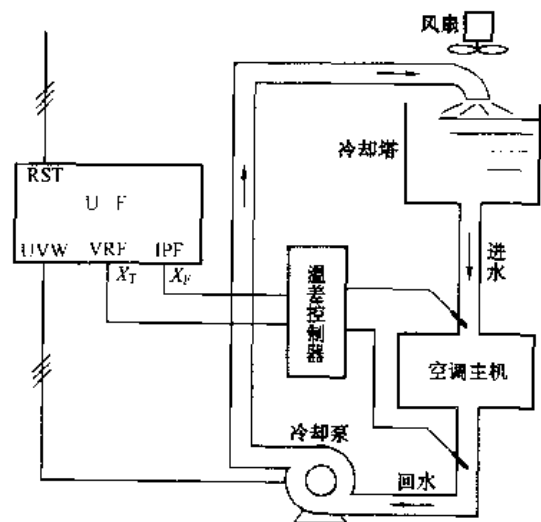 风扇
冷却塔
RST
U F
UVW VRF IPF
X_T X_F
温差控制器
进水
空调主机
冷却泵
回水